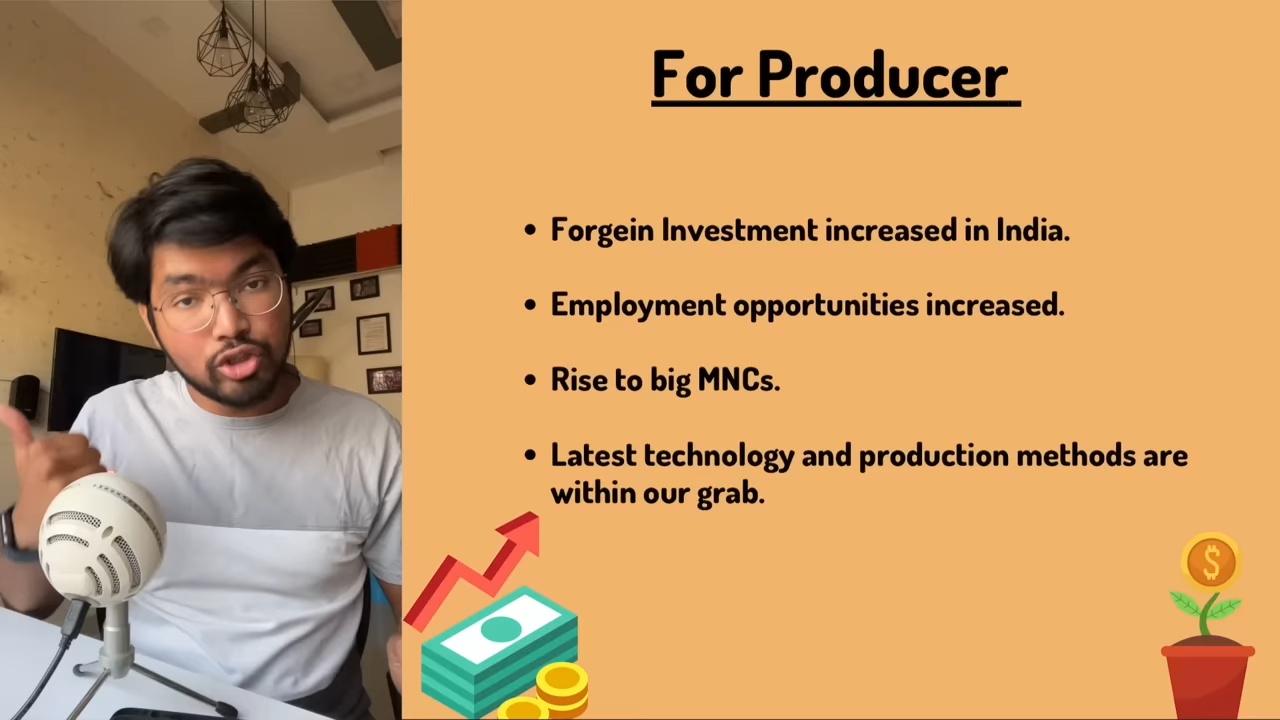 For Producer
• Forgein Investment increased in India.
• Employment opportunities increased.
• Rise to big MNCs.
• Latest technology and production methods are
within our grab.
$